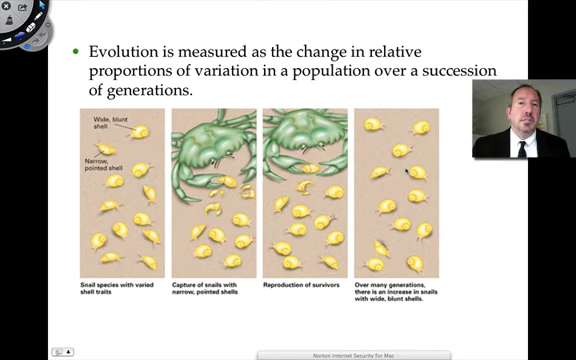 Evolution is measured as the change in relative
proportions of variation in a population over a succession
of generations.
Wide, blunt
shell
Narrow,
pointed shell
Snail species with varied
shell traits
Capture of snails with
narrow, pointed shells
Reproduction of survivors
Over many generations,
there is an increase in snails
with wide, blunt shells.
Norton Internet Security for Mac